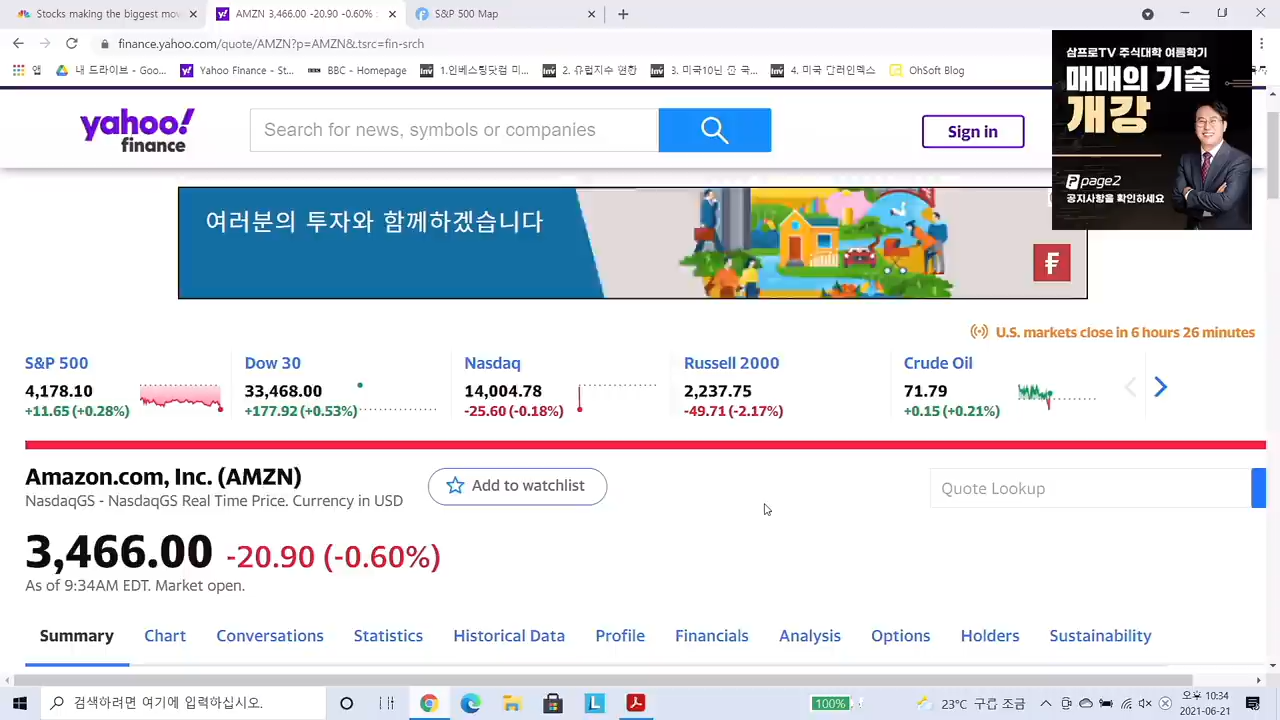 Stocks making the biggest mov
AMZN 3,466.00 -20.90 -0.60%
S&P 500 Map
finance.yahoo.com/quote/AMZN?p=AMZN&.tsrc=fin-srch
앱
내 드라이브 - Goo...
Yahoo Finance - St...
BBC - Homepage
1.인베스팅닷컴 미...
2. 유럽지수 현황
3. 미국10년 준 국...
4. 미국 달러인덱스
OhSoft Blog
삼프로TV 주식대학 여름학기
매매의 기술
개강
page2
공지사항을 확인하세요
yahoo!
finance
Search for news, symbols or companies
Sign in
여러분의 투자와 함께하겠습니다
U.S. markets close in 6 hours 26 minutes
S&P 500
4,178.10
+11.65 (+0.28%)
Dow 30
33,468.00
+177.92 (+0.53%)
Nasdaq
14,004.78
-25.60 (-0.18%)
Russell 2000
2,237.75
-49.71 (-2.17%)
Crude Oil
71.79
+0.15 (+0.21%)
Amazon.com, Inc. (AMZN)
NasdaqGS - NasdaqGS Real Time Price. Currency in USD
Add to watchlist
Quote Lookup
3,466.00 -20.90 (-0.60%)
As of 9:34AM EDT. Market open.
Summary Chart Conversations Statistics Historical Data Profile Financials Analysis Options Holders Sustainability
검색하려면 여기에 입력하십시오.
100%
23°C 구름 조금
오후 10:34
2021-06-21